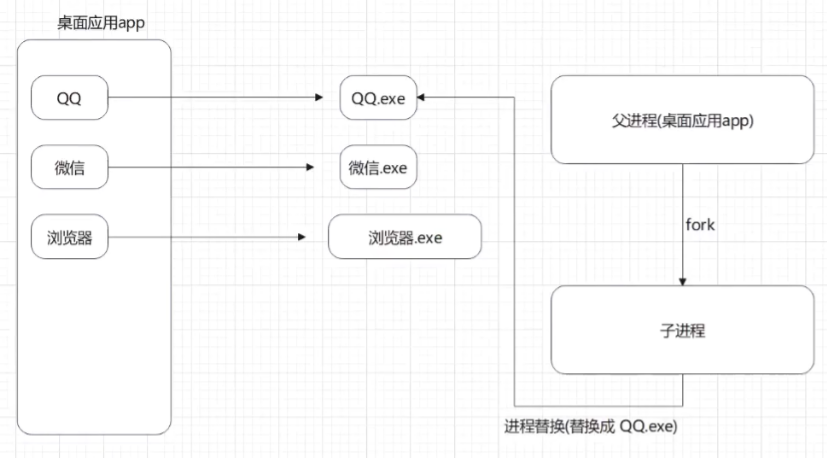 桌面应用app
QQ
QQ.exe
父进程(桌面应用app)
微信
微信.exe
浏览器
浏览器.exe
fork
子进程
进程替换(替换成 QQ.exe)